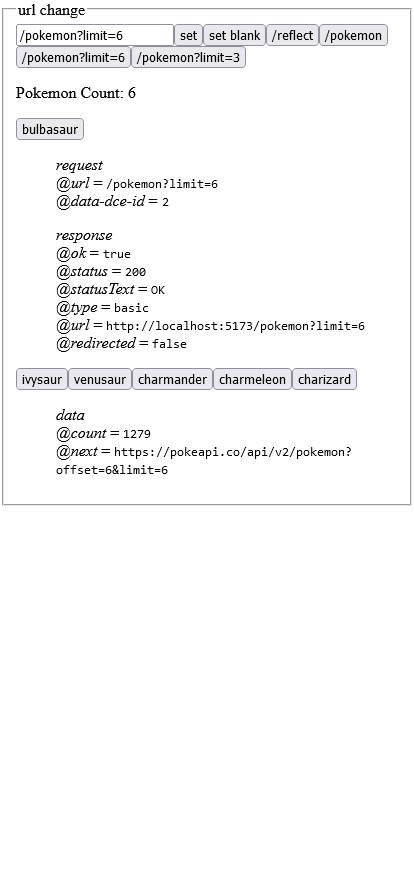 url change
/pokemon?limit=6 set set blank /reflect /pokemon
/pokemon?limit=6 /pokemon?limit=3
Pokemon Count: 6
bulbasaur
request
@url = /pokemon?limit=6
@data-dce-id = 2
response
@ok = true
@status = 200
@statusText = OK
@type = basic
@url = http://localhost:5173/pokemon?limit=6
@redirected = false
ivysaur venusaur charmander charmeleon charizard
data
@count = 1279
@next = https://pokeapi.co/api/v2/pokemon?
offset=6&limit=6